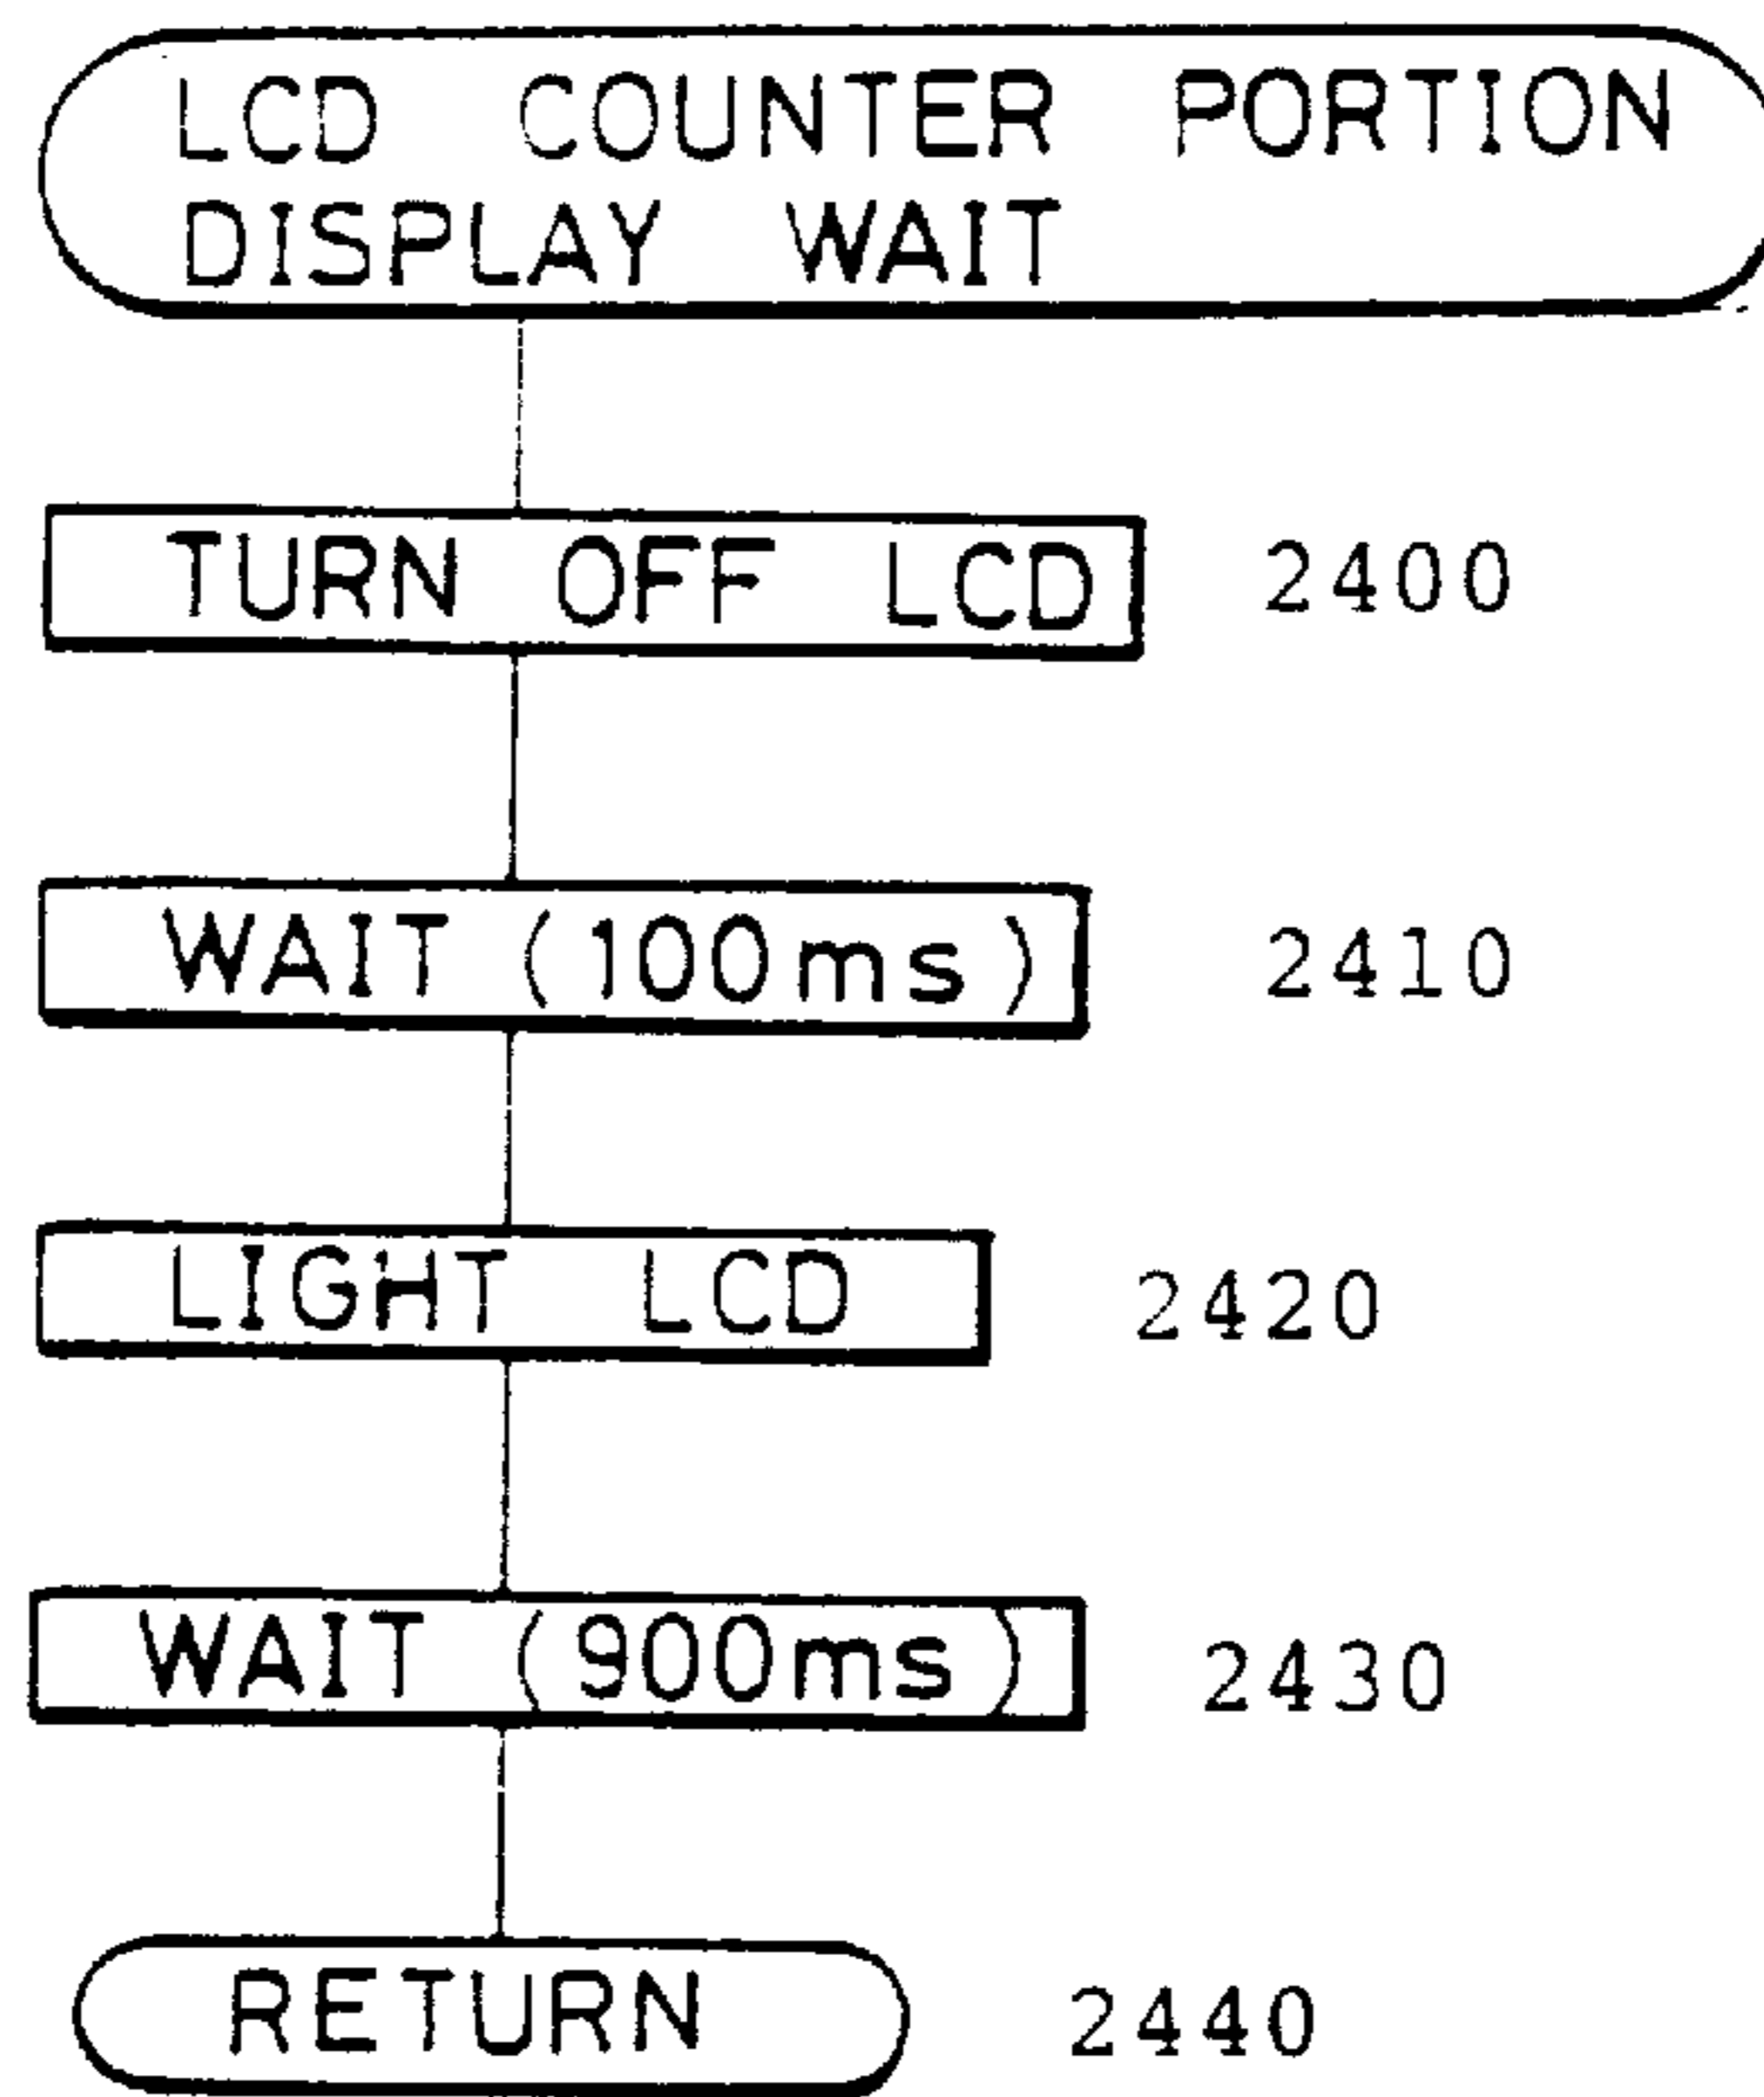 LCD COUNTER PORTION
DISPLAY WAIT
TURN OFF LCD 2400
WAIT (100ms) 2410
LIGHT LCD 2420
WAIT (900ms) 2430
RETURN 2440